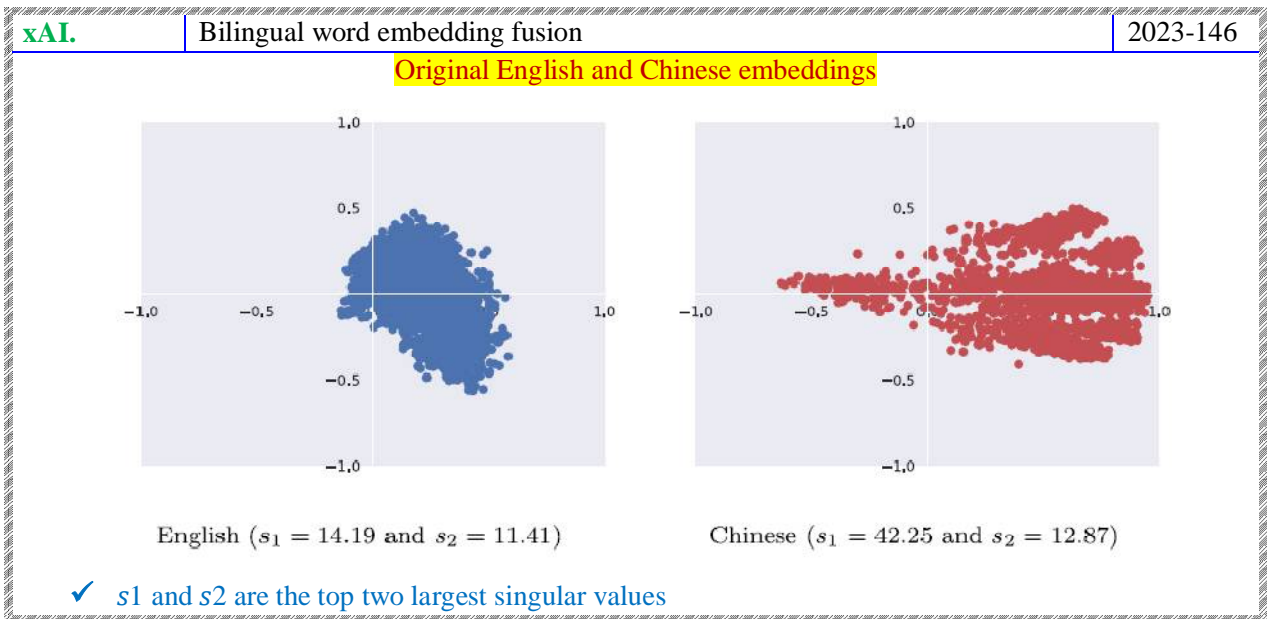 xAI. Bilingual word embedding fusion 2023-146
Original English and Chinese embeddings
1.0 1.0
0.5 0.5
−1.0 −0.5 1.0 −1.0 −0.5 1.0
−0.5 −0.5
−1.0 −1.0
English (s₁ = 14.19 and s₂ = 11.41) Chinese (s₁ = 42.25 and s₂ = 12.87)
✓ s1 and s2 are the top two largest singular values